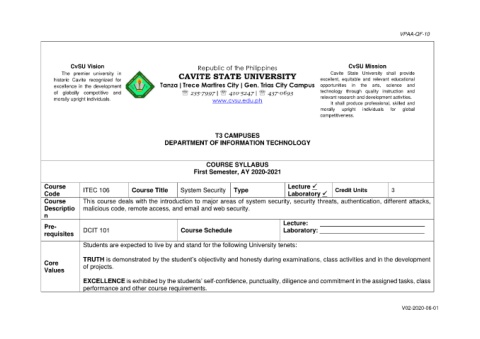 VPAA-QF-10
CvSU Vision
The premier university in
historic Cavite recognized for
excellence in the development
of globally competitive and
morally upright individuals.
Republic of the Philippines
CAVITE STATE UNIVERSITY
Tanza | Trece Martires City | Gen. Trias City Campus
☏ 235-7997 | ☏ 450-5247 | ☏ 437-0693
www.cvsu.edu.ph
CvSU Mission
Cavite State University shall provide
excellent, equitable and relevant educational
opportunities in the arts, science and
technology through quality instruction and
relevant research and development activities.
It shall produce professional, skilled and
morally upright individuals for global
competitiveness.
T3 CAMPUSES
DEPARTMENT OF INFORMATION TECHNOLOGY
COURSE SYLLABUS
First Semester, AY 2020-2021
Course Code
ITEC 106
Course Title
System Security
Type
Lecture ✓
Laboratory ✓
Credit Units
3
Course
Descriptio
n
This course deals with the introduction to major areas of system security, security threats, authentication, different attacks,
malicious code, remote access, and email and web security.
Pre-
requisites
DCIT 101
Course Schedule
Lecture:
Laboratory:
Core
Values
Students are expected to live by and stand for the following University tenets:
TRUTH is demonstrated by the student's objectivity and honesty during examinations, class activities and in the development
of projects.
EXCELLENCE is exhibited by the students' self-confidence, punctuality, diligence and commitment in the assigned tasks, class
performance and other course requirements.
V02-2020-06-01